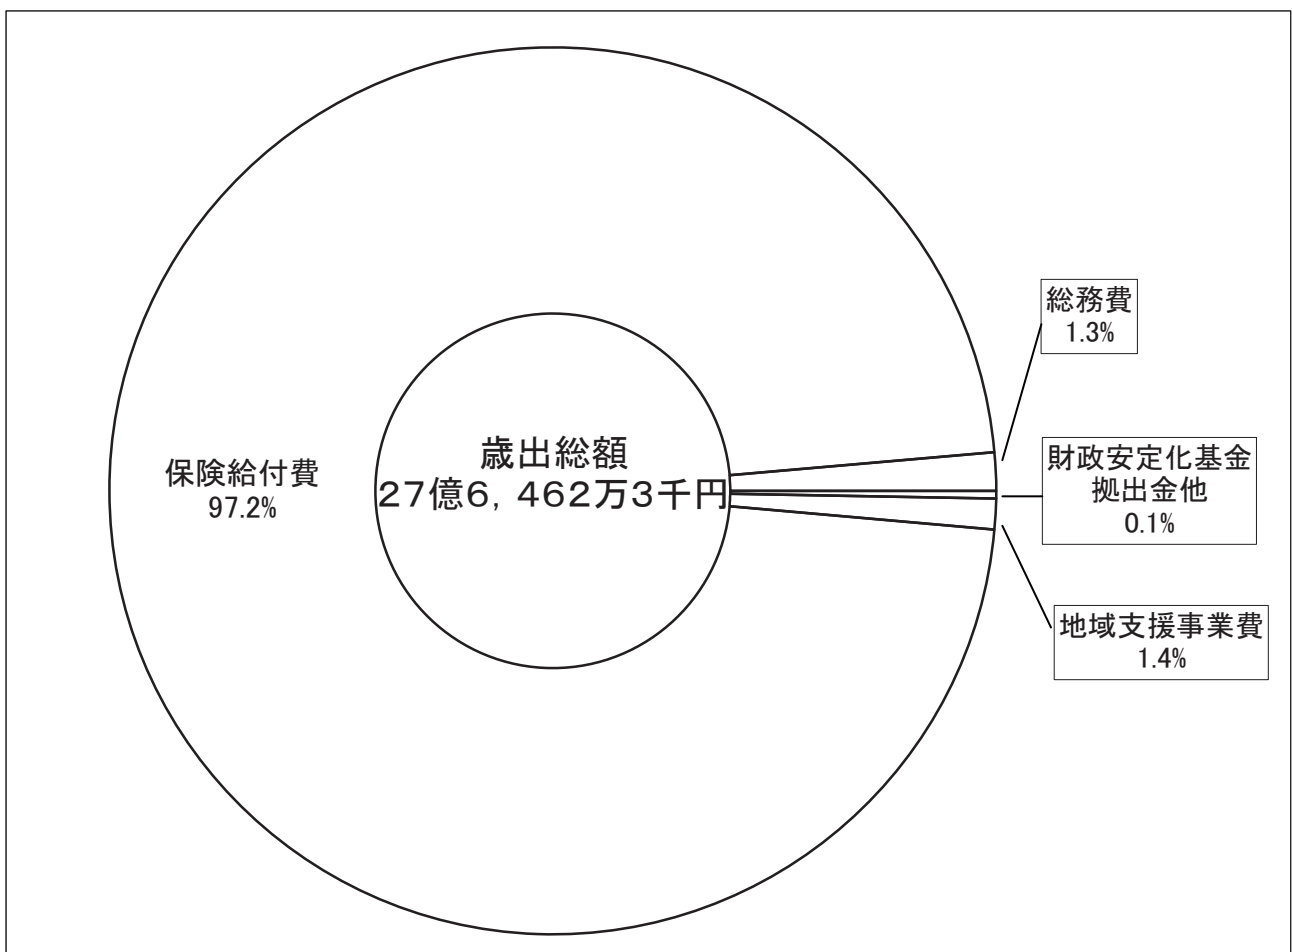 総務費
1.3%
歳出総額
27億6，462万3千円
保険給付費
97.2%
財政安定化基金
拠出金他
0.1%
地域支援事業費
1.4%